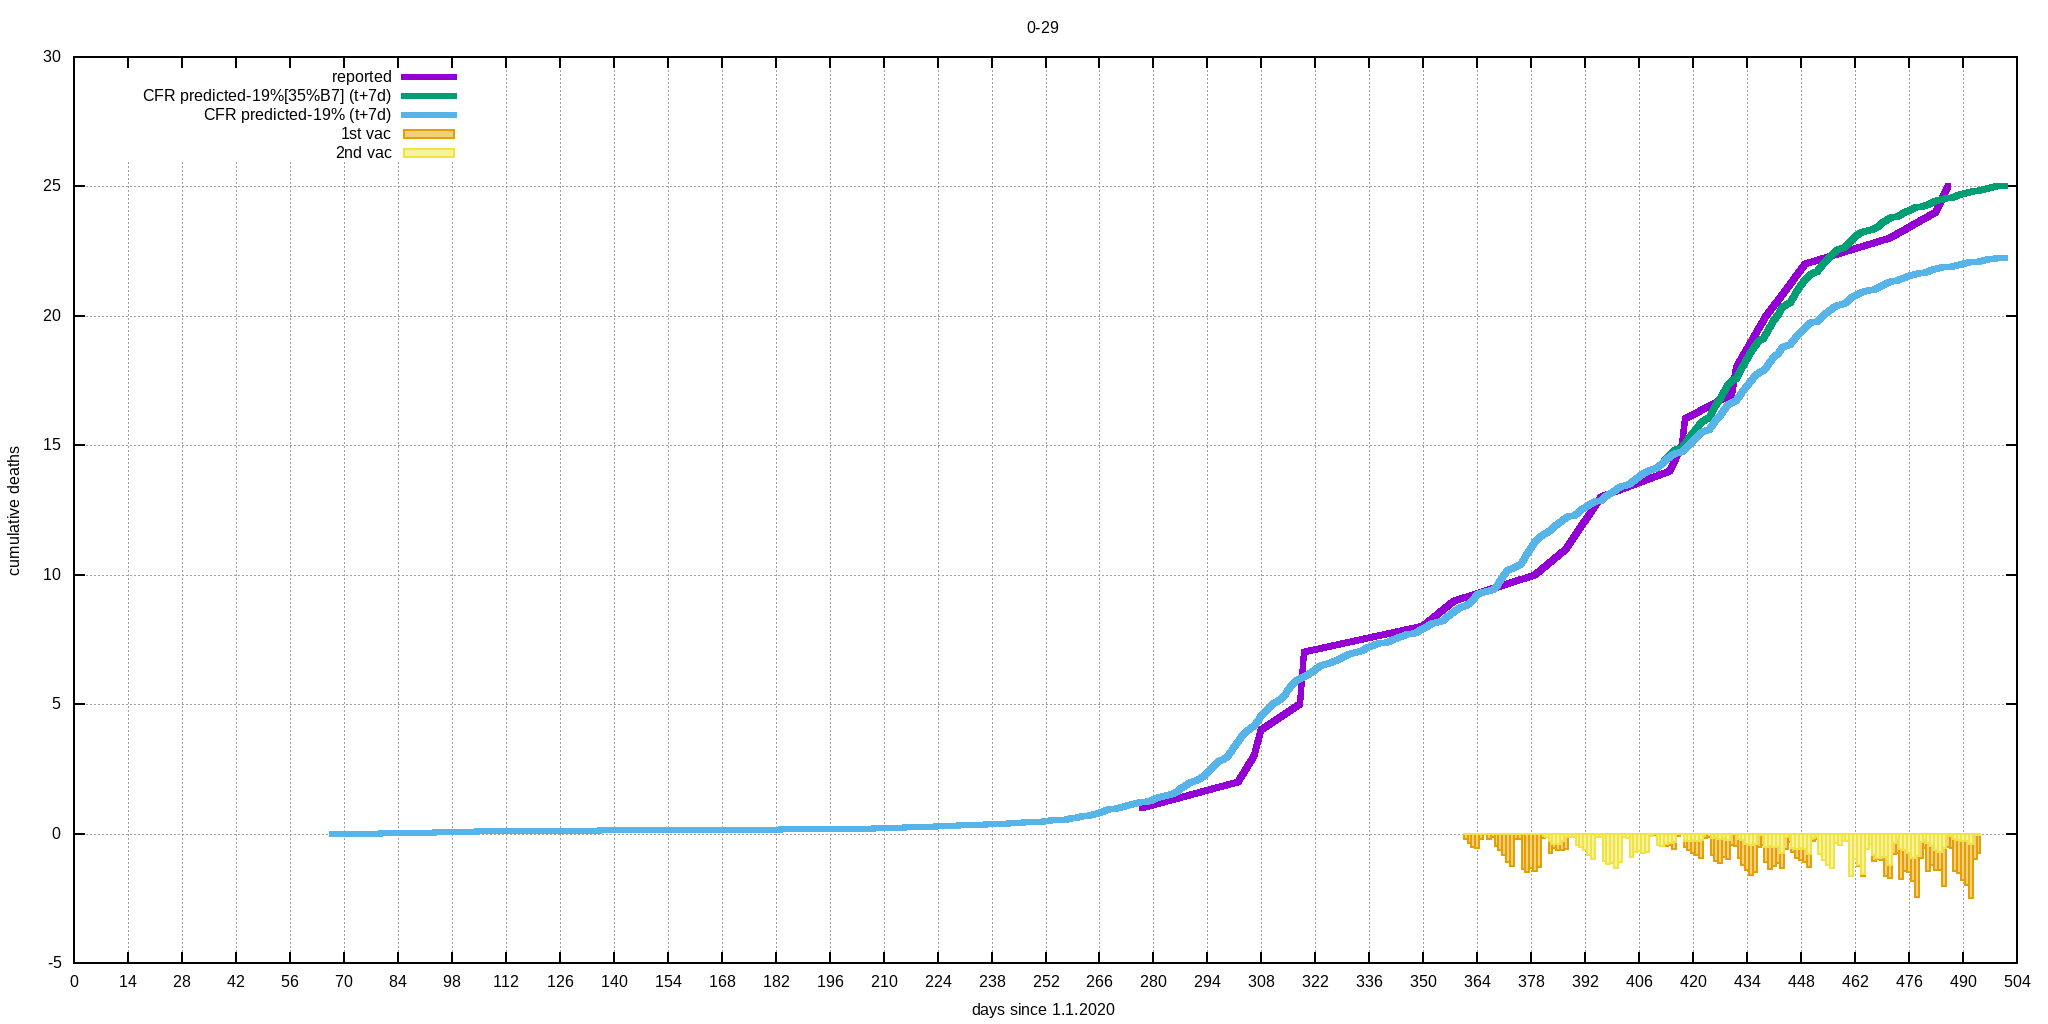 0-29
reported
CFR predicted-19%[35%B7] (t+7d)
CFR predicted-19% (t+7d)
1st vac
2nd vac
30
25
20
15
10
5
0
-5
cumulative deaths
0 14 28 42 56 70 84 98 112 126 140 154 168 182 196 210 224 238 252 266 280 294 308 322 336 350 364 378 392 406 420 434 448 462 476 490 504
days since 1.1.2020